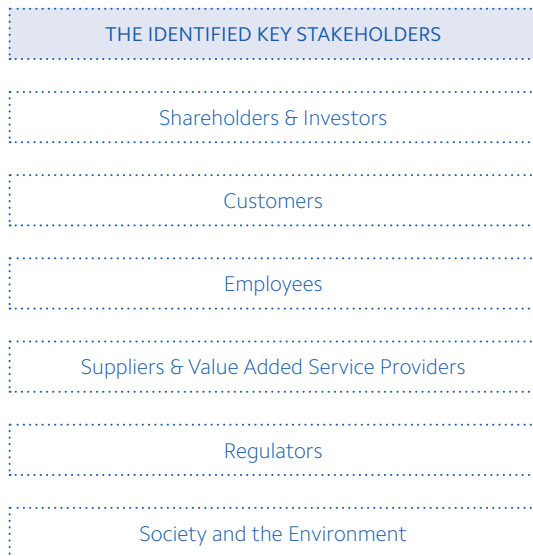 THE IDENTIFIED KEY STAKEHOLDERS
Shareholders & Investors
Customers
Employees
Suppliers & Value Added Service Providers
Regulators
Society and the Environment